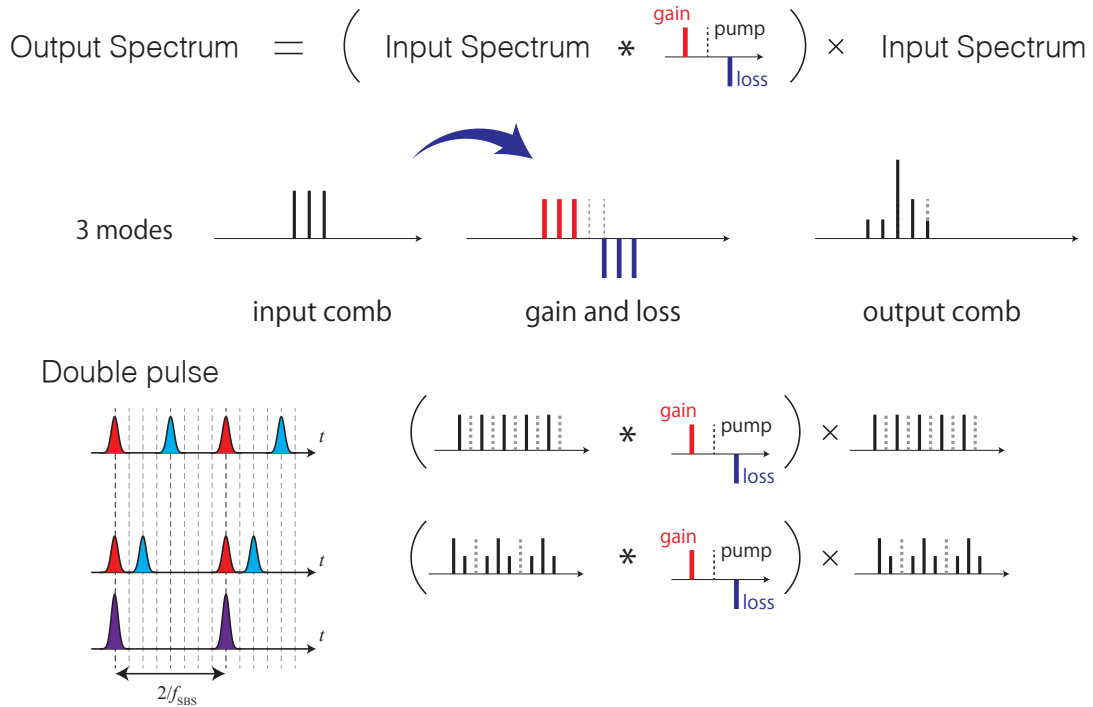 Output Spectrum = ( Input Spectrum * gain pump loss ) × Input Spectrum
3 modes
input comb
gain and loss
output comb
Double pulse
t
( * gain pump loss ) ×
t
( * gain pump loss ) ×
t
2/f_SBS